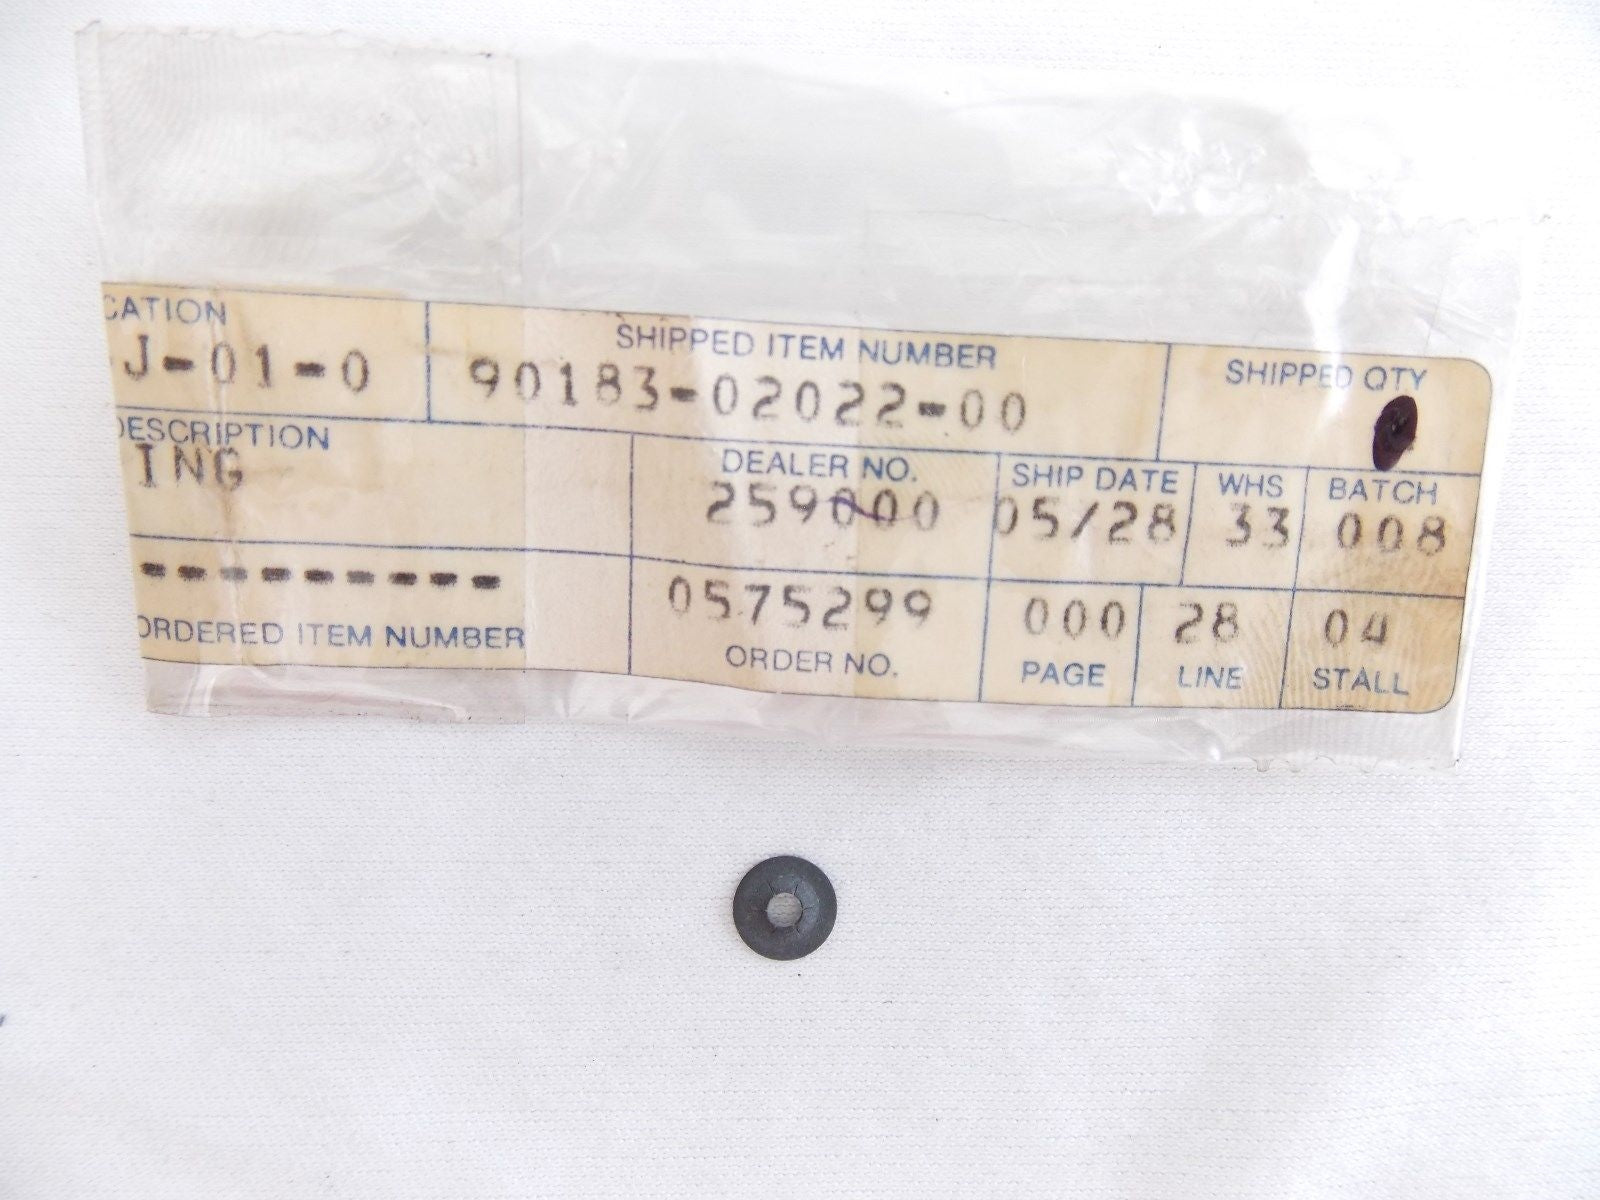 CATION SHIPPED ITEM NUMBER SHIPPED QTY
J-01-0 90183-02022-00
DESCRIPTION DEALER NO. SHIP DATE WHS BATCH
ING 259000 05/28 33 008
--------- 0575299 000 28 04
ORDERED ITEM NUMBER ORDER NO. PAGE LINE STALL